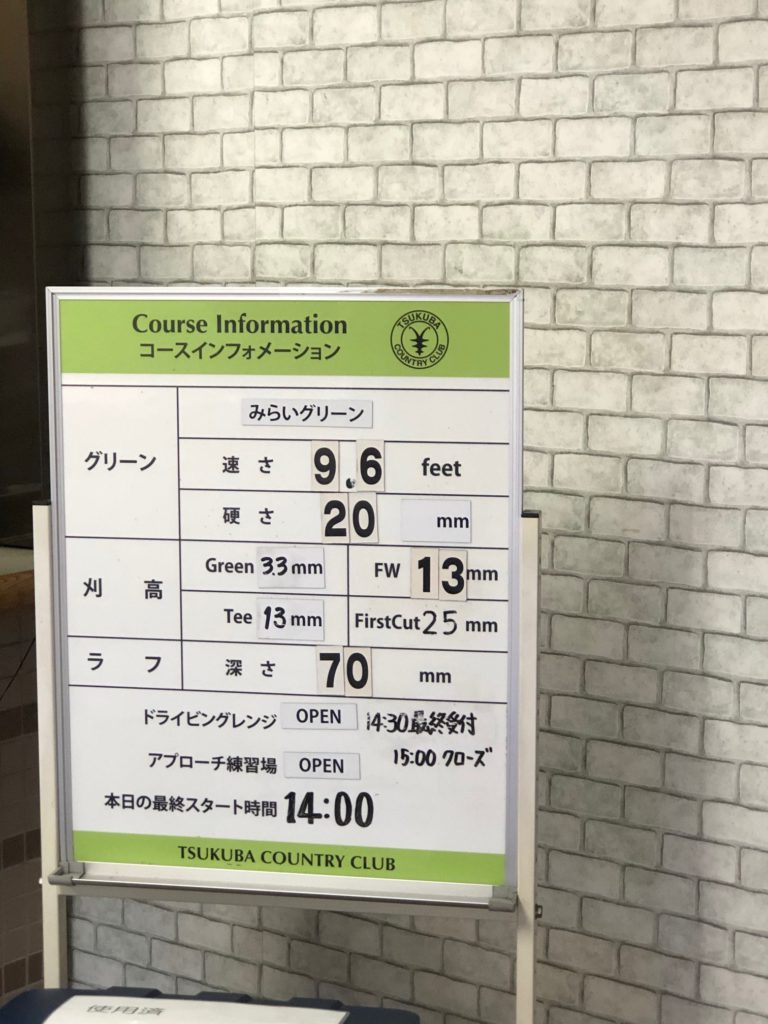 Course Information
コースインフォメーション
TSUKUBA COUNTRY CLUB
グリーン
みらいグリーン
速さ 9.6 feet
硬さ 20 mm
刈高
Green 3.3 mm FW 13 mm
Tee 13 mm FirstCut 25 mm
ラフ 深さ 70 mm
ドライビングレンジ OPEN 14:30最終受付
15:00 クローズ
アプローチ練習場 OPEN
本日の最終スタート時間 14:00
TSUKUBA COUNTRY CLUB
使用済